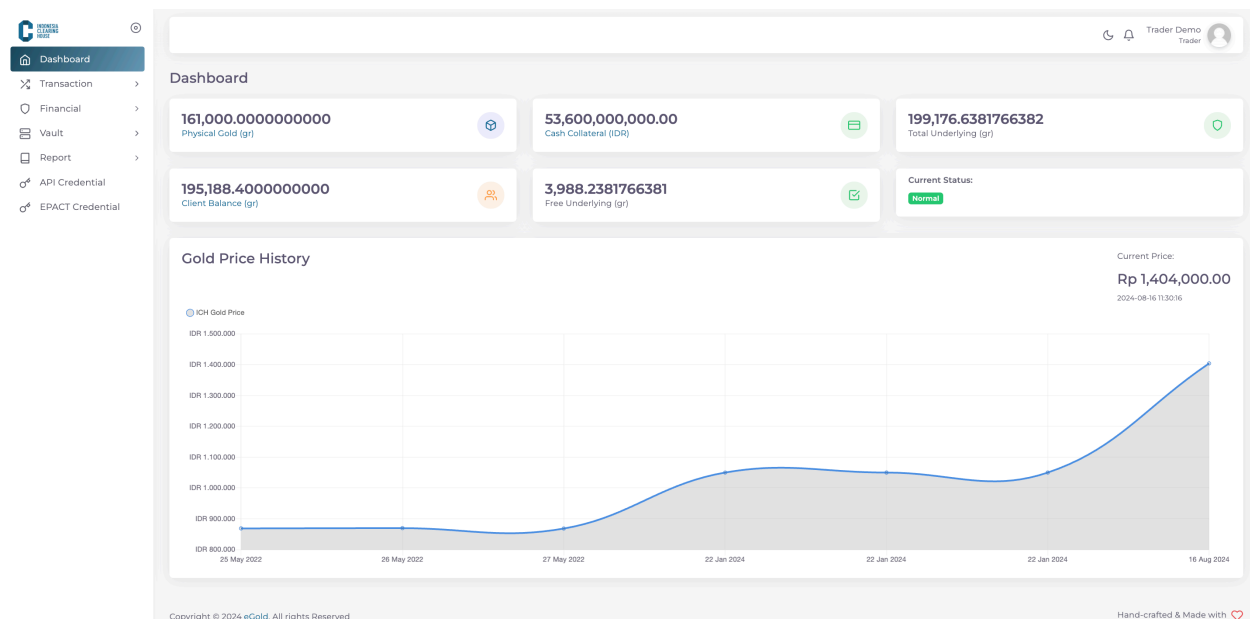 INDONESIA
CLEARING
HOUSE
Dashboard
Transaction
Financial
Vault
Report
API Credential
EPACT Credential
Trader Demo
Trader
Dashboard
161,000.0000000000
Physical Gold (gr)
53,600,000,000.00
Cash Collateral (IDR)
199,176.6381766382
Total Underlying (gr)
195,188.4000000000
Client Balance (gr)
3,988.2381766381
Free Underlying (gr)
Current Status:
Normal
Gold Price History
Current Price:
Rp 1,404,000.00
2024-08-16 11:30:16
ICH Gold Price
IDR 1.500.000
IDR 1.400.000
IDR 1.300.000
IDR 1.200.000
IDR 1.100.000
IDR 1.000.000
IDR 900.000
IDR 800.000
25 May 2022
26 May 2022
27 May 2022
22 Jan 2024
22 Jan 2024
22 Jan 2024
16 Aug 2024
Copyright © 2024 eGold. All rights Reserved
Hand-crafted & Made with